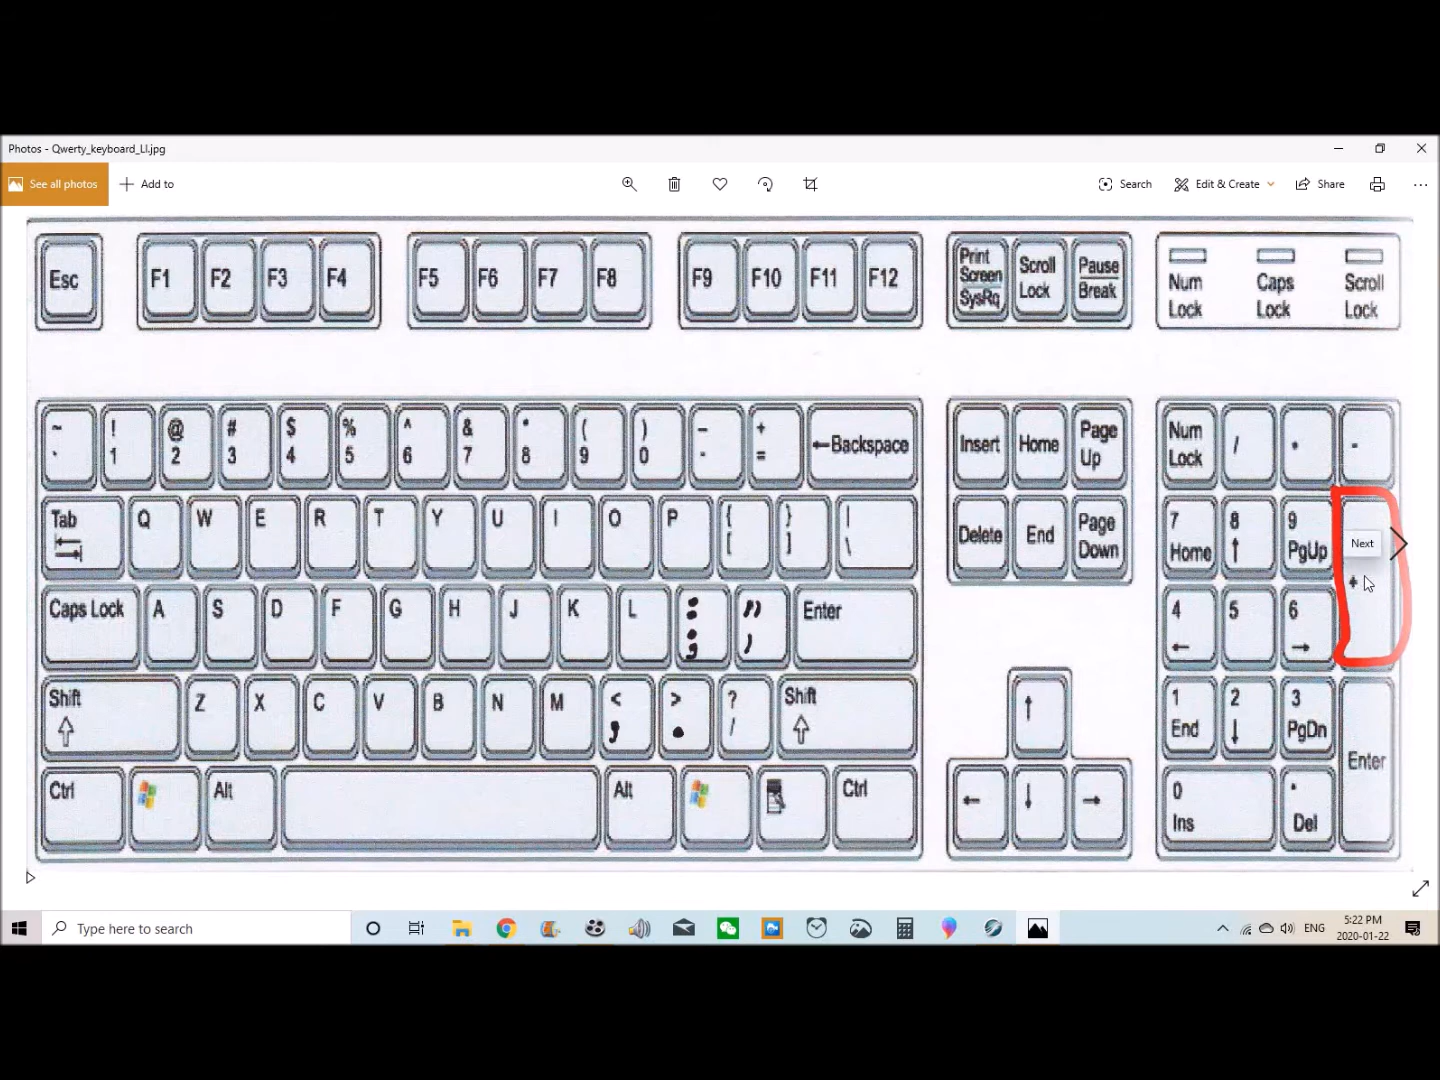 Photos - Qwerty_keyboard_LI.jpg
See all photos
Add to
Search
Edit & Create
Share
Esc F1 F2 F3 F4 F5 F6 F7 F8 F9 F10 F11 F12
Print Screen SysRq
Scroll Lock
Pause Break
Num Lock
Caps Lock
Scroll Lock
~ ! @ # $ % ^ & * ( ) – +
` 1 2 3 4 5 6 7 8 9 0 - = ←Backspace
Insert Home Page Up
Num Lock / * -
Tab Q W E R T Y U I O P { } |
[ ] \
Delete End Page Down
7 8 9
Home ↑ PgUp
Next
+
Caps Lock A S D F G H J K L : " Enter
; '
4 5 6
← →
Shift Z X C V B N M < > ? Shift
, . /
↑
1 2 3
End ↓ PgDn
Enter
Ctrl Alt Alt Ctrl
← ↓ →
0 .
Ins Del
Type here to search
ENG
5:22 PM
2020-01-22